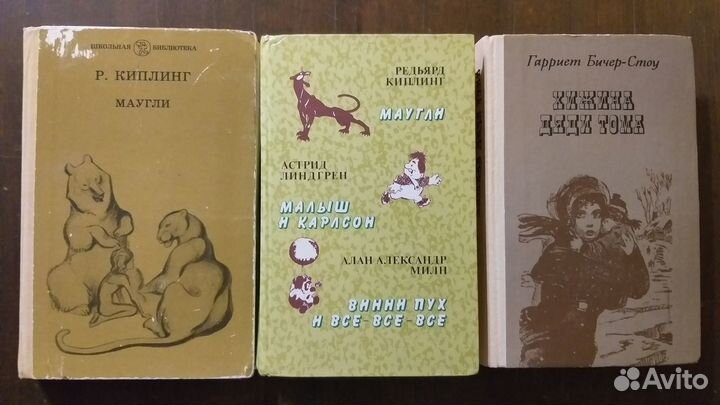 ШКОЛЬНАЯ БИБЛИОТЕКА
Р. КИПЛИНГ
МАУГЛИ
РЕДЬЯРД
КИПЛИНГ
МАУГЛИ
АСТРИД
ЛИНДГРЕН
МАЛЫШ
И КАРЛСОН
АЛАН АЛЕКСАНДР
МИЛН
ВИННИ ПУХ
И ВСЕ-ВСЕ-ВСЕ
Гарриет Бичер-Стоу
ХИЖИНА
ДЯДИ ТОМА
Avito